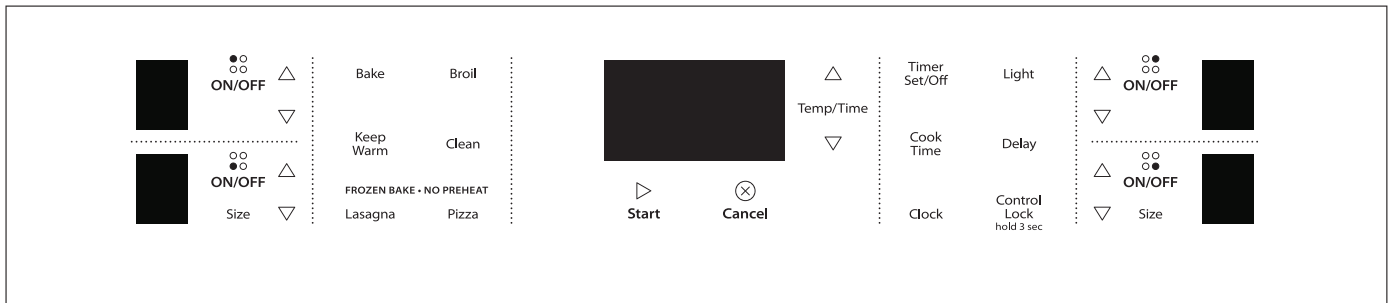 ON/OFF
ON/OFF
Size
Bake
Broil
Keep
Warm
Clean
FROZEN BAKE • NO PREHEAT
Lasagna
Pizza
Start
Cancel
Temp/Time
Timer
Set/Off
Light
Cook
Time
Delay
Clock
Control
Lock
hold 3 sec
ON/OFF
ON/OFF
Size